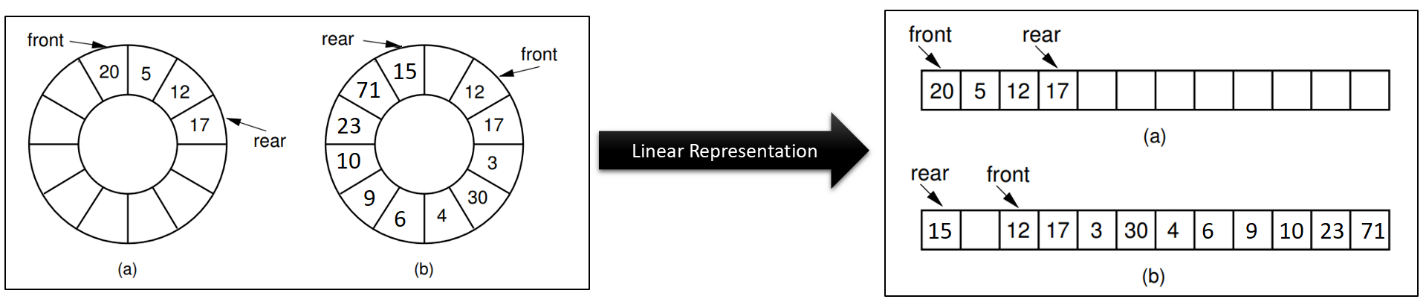 front
20 5
12
17
rear
(a)
rear
front
15
71
12
23
17
10
3
9
30
6
4
(b)
Linear Representation
front rear
20 5 12 17
(a)
rear front
15 12 17 3 30 4 6 9 10 23 71
(b)